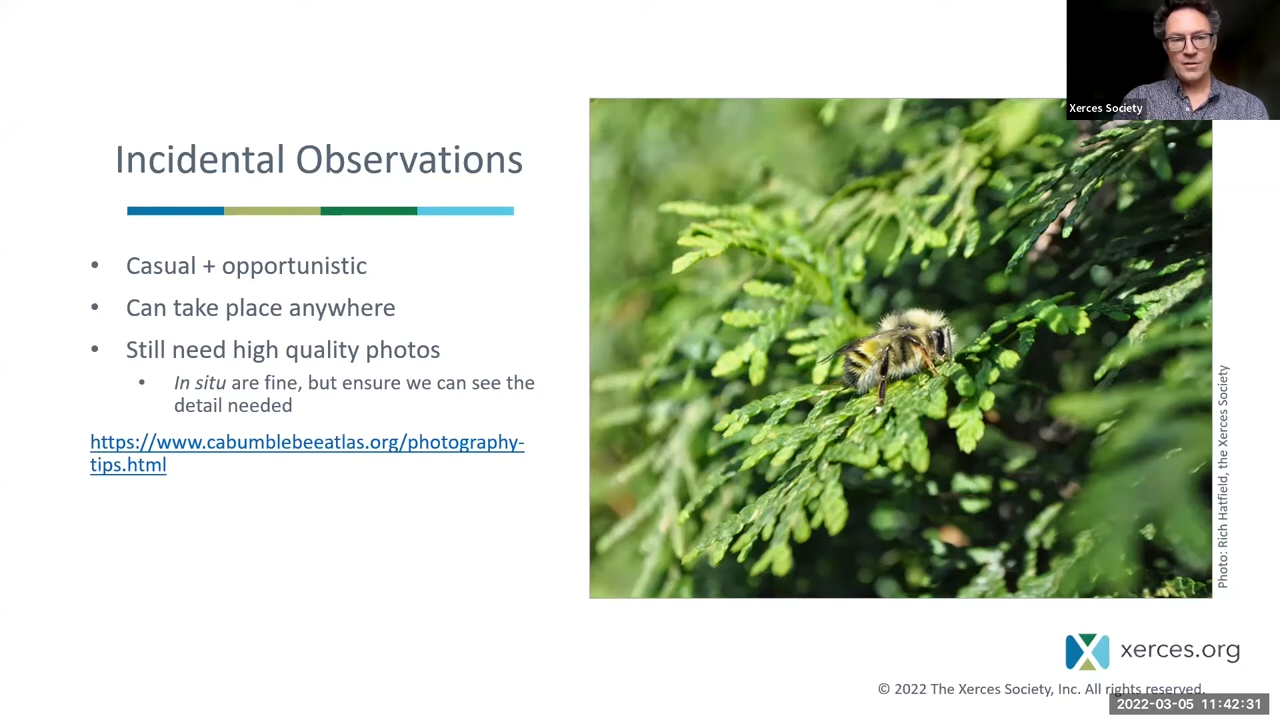 Xerces Society
Incidental Observations
• Casual + opportunistic
• Can take place anywhere
• Still need high quality photos
• In situ are fine, but ensure we can see the
detail needed
https://www.cabumblebeeatlas.org/photography-
tips.html
Photo: Rich Hatfield, the Xerces Society
xerces.org
© 2022 The Xerces Society, Inc. All rights reserved.
2022-03-05 11:42:31